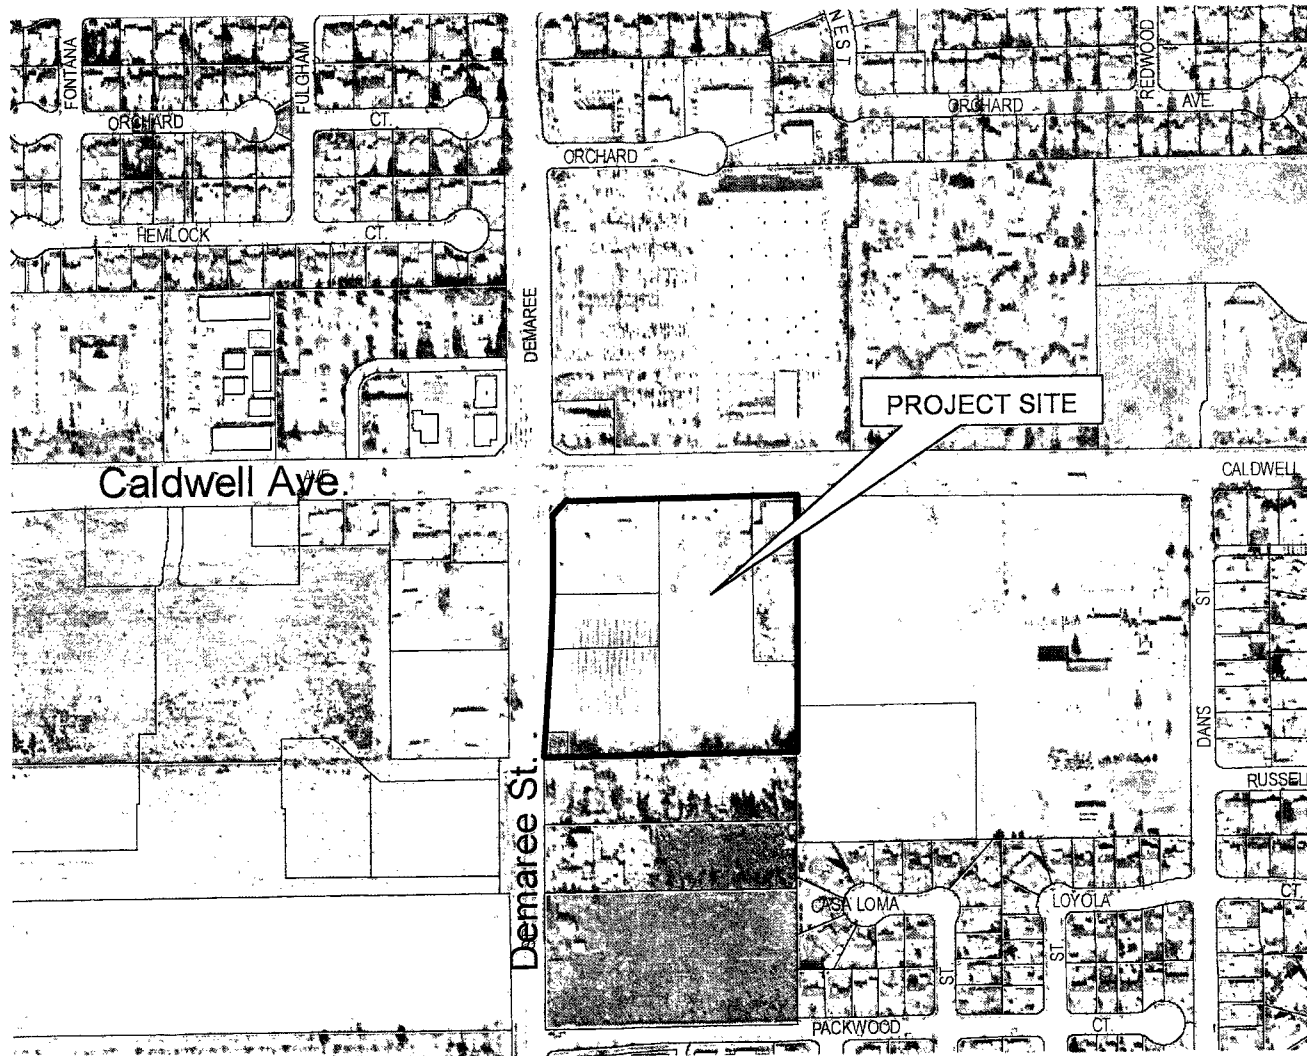 FONTANA
FULGHAM
NEST
REDWOOD
ORCHARD CT.
ORCHARD
ORCHARD AVE
HEMLOCK CT.
DEMAREE
PROJECT SITE
Caldwell Ave.
AVE
CALDWELL
DANS ST.
RUSSELL
Demaree St.
CASA LOMA
LOYOLA
CT.
ST.
ST.
PACKWOOD CT.